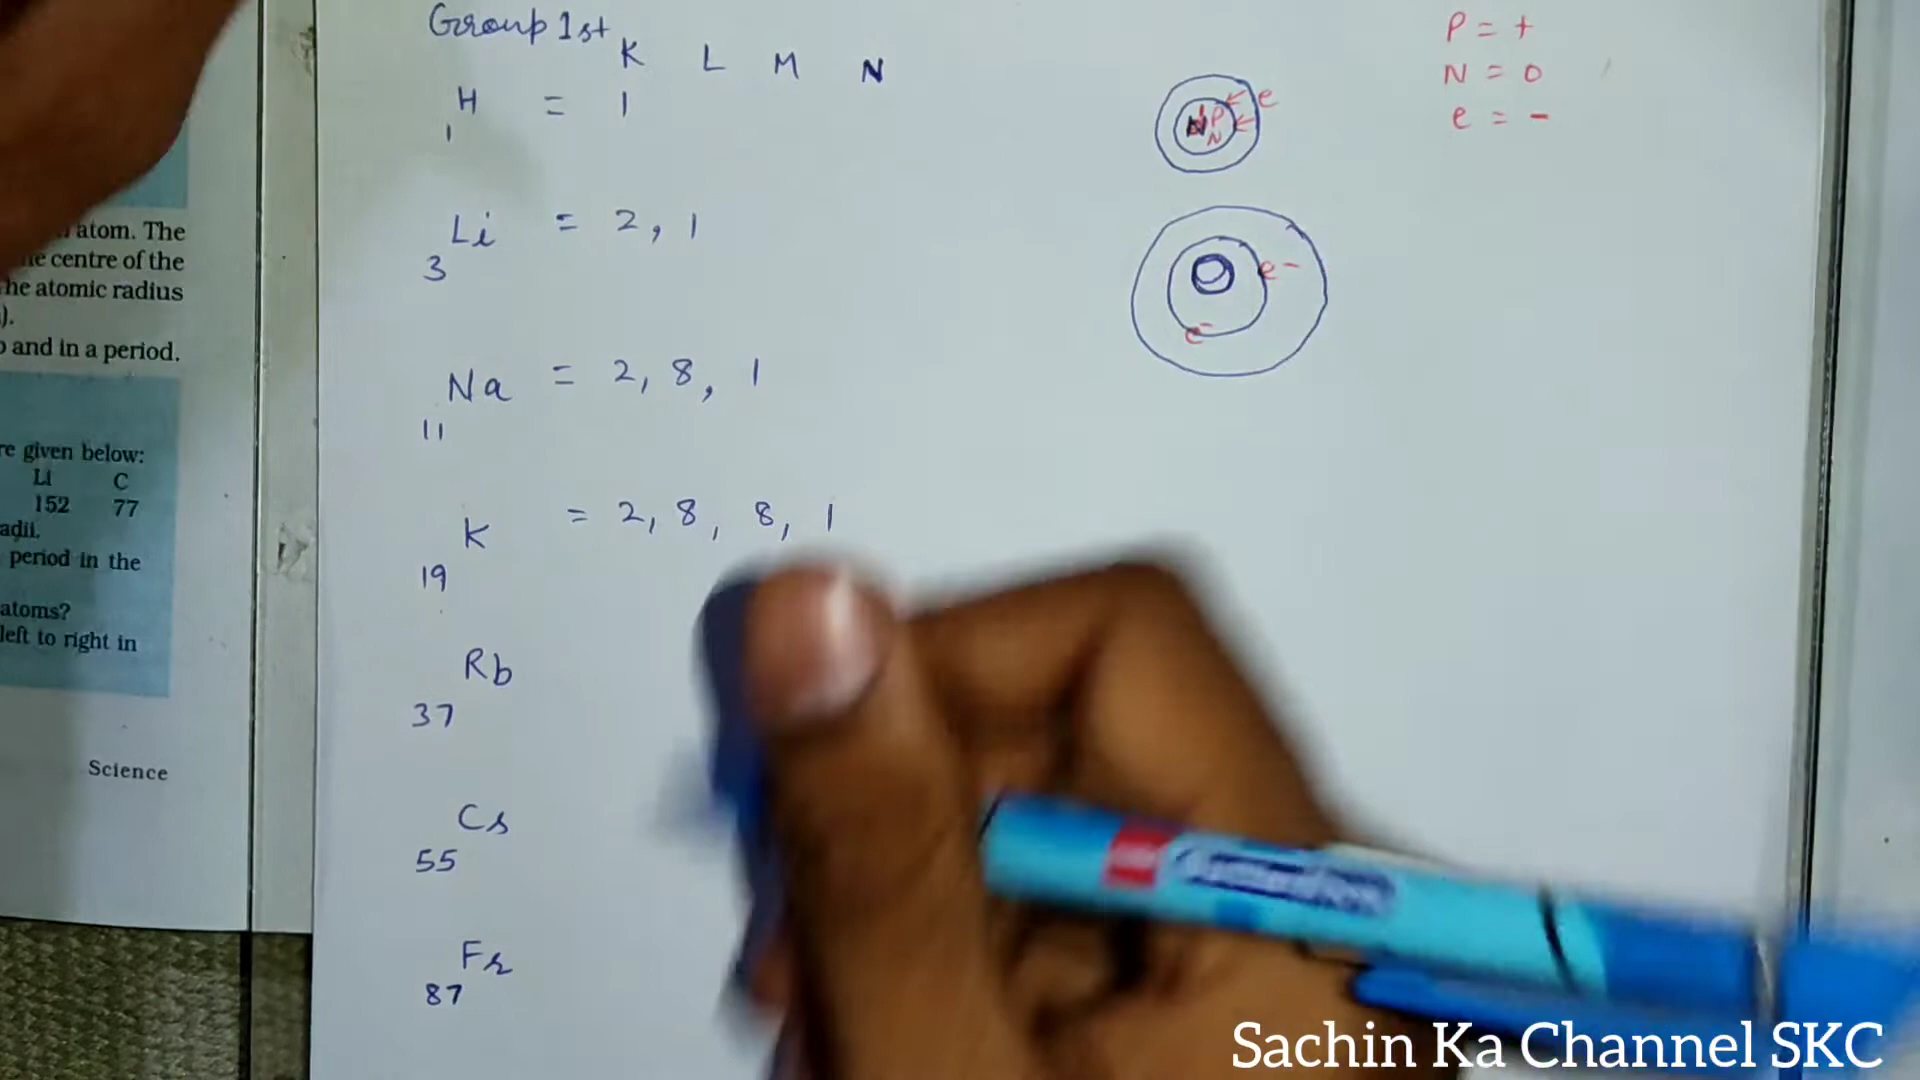 atom. The
centre of the
he atomic radius
).
and in a period.
re given below:
Li C
152 77
adii.
period in the
atoms?
left to right in
Science
Group 1st
K L M N
H = 1
1
Li = 2, 1
3
Na = 2, 8, 1
11
K = 2, 8, 8, 1
19
Rb
37
Cs
55
Fr
87
e
P
N N
e-
e-
P = +
N = 0
e = -
Sachin Ka Channel SKC